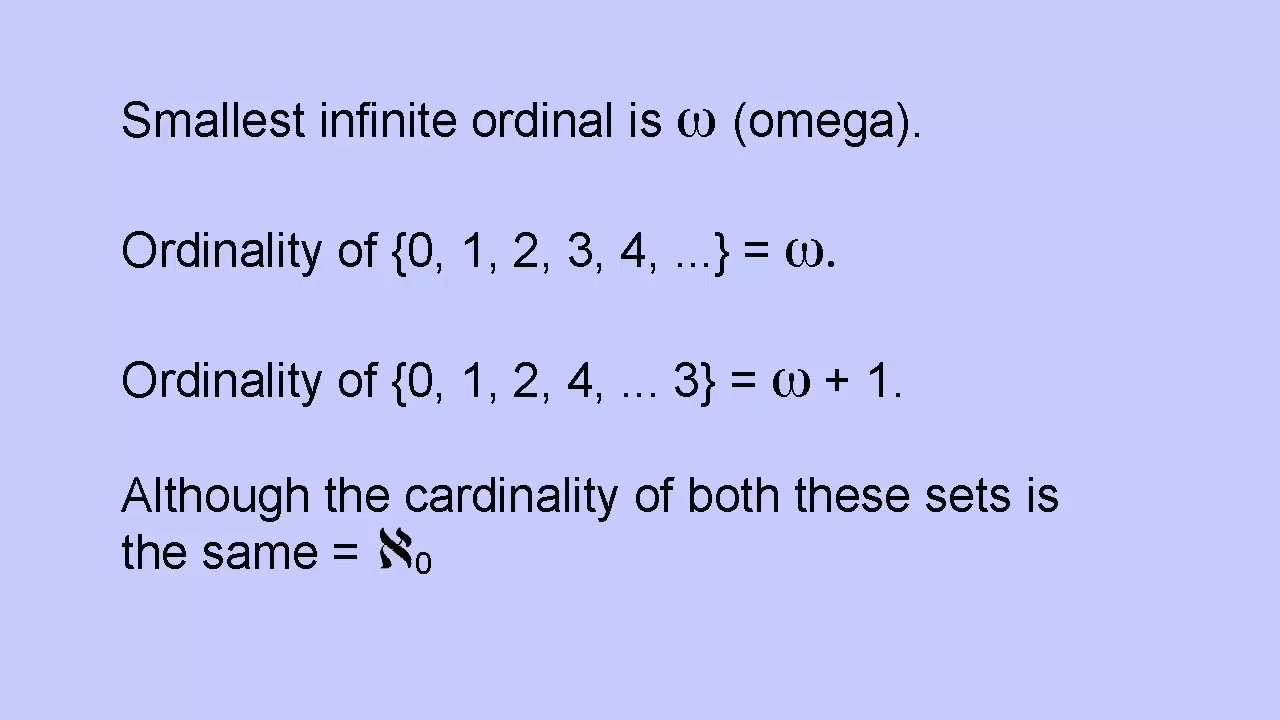 Smallest infinite ordinal is ω (omega).
Ordinality of {0, 1, 2, 3, 4, ...} = ω.
Ordinality of {0, 1, 2, 4, ... 3} = ω + 1.
Although the cardinality of both these sets is
the same = ℵ₀